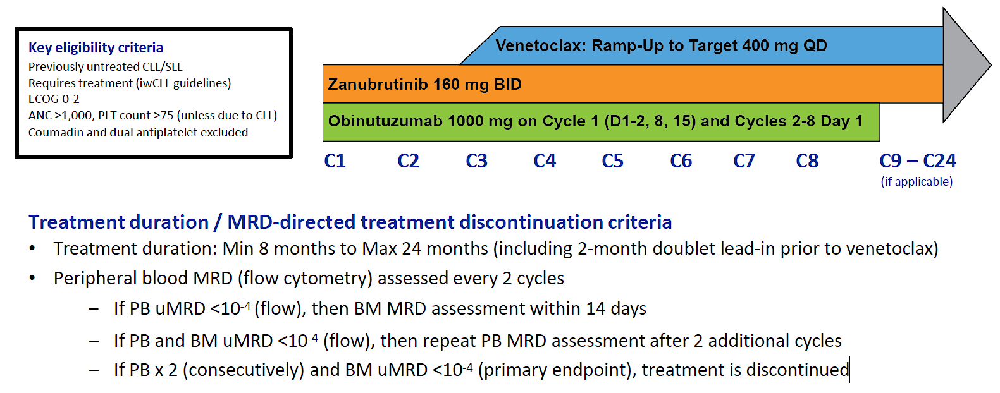 Key eligibility criteria
Previously untreated CLL/SLL
Requires treatment (iwCLL guidelines)
ECOG 0-2
ANC ≥1,000, PLT count ≥75 (unless due to CLL)
Coumadin and dual antiplatelet excluded
Venetoclax: Ramp-Up to Target 400 mg QD
Zanubrutinib 160 mg BID
Obinutuzumab 1000 mg on Cycle 1 (D1-2, 8, 15) and Cycles 2-8 Day 1
C1 C2 C3 C4 C5 C6 C7 C8 C9 – C24
(if applicable)
Treatment duration / MRD-directed treatment discontinuation criteria
• Treatment duration: Min 8 months to Max 24 months (including 2-month doublet lead-in prior to venetoclax)
• Peripheral blood MRD (flow cytometry) assessed every 2 cycles
– If PB uMRD <10-4 (flow), then BM MRD assessment within 14 days
– If PB and BM uMRD <10-4 (flow), then repeat PB MRD assessment after 2 additional cycles
– If PB x 2 (consecutively) and BM uMRD <10-4 (primary endpoint), treatment is discontinued